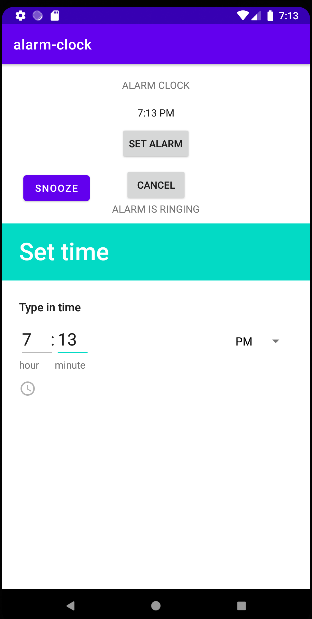 7:13
alarm-clock
ALARM CLOCK
7:13 PM
SET ALARM
SNOOZE
CANCEL
ALARM IS RINGING
Set time
Type in time
7 : 13 PM
hour minute